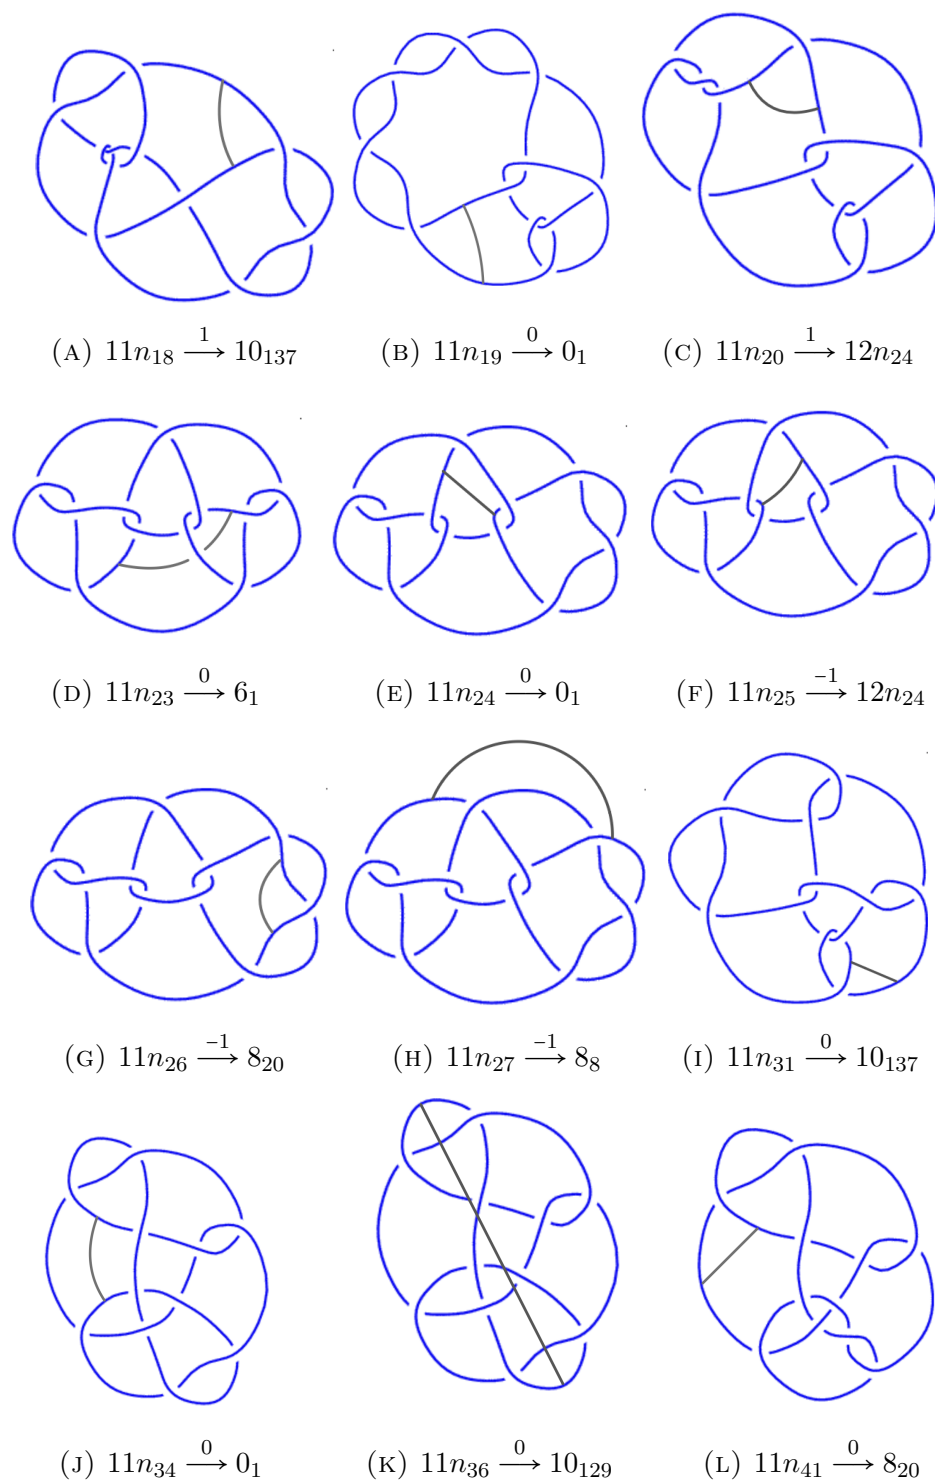 (A) 11n₁₈ —1→ 10₁₃₇ (B) 11n₁₉ —0→ 0₁ (C) 11n₂₀ —1→ 12n₂₄
(D) 11n₂₃ —0→ 6₁ (E) 11n₂₄ —0→ 0₁ (F) 11n₂₅ —−1→ 12n₂₄
(G) 11n₂₆ —−1→ 8₂₀ (H) 11n₂₇ —−1→ 8₈ (I) 11n₃₁ —0→ 10₁₃₇
(J) 11n₃₄ —0→ 0₁ (K) 11n₃₆ —0→ 10₁₂₉ (L) 11n₄₁ —0→ 8₂₀